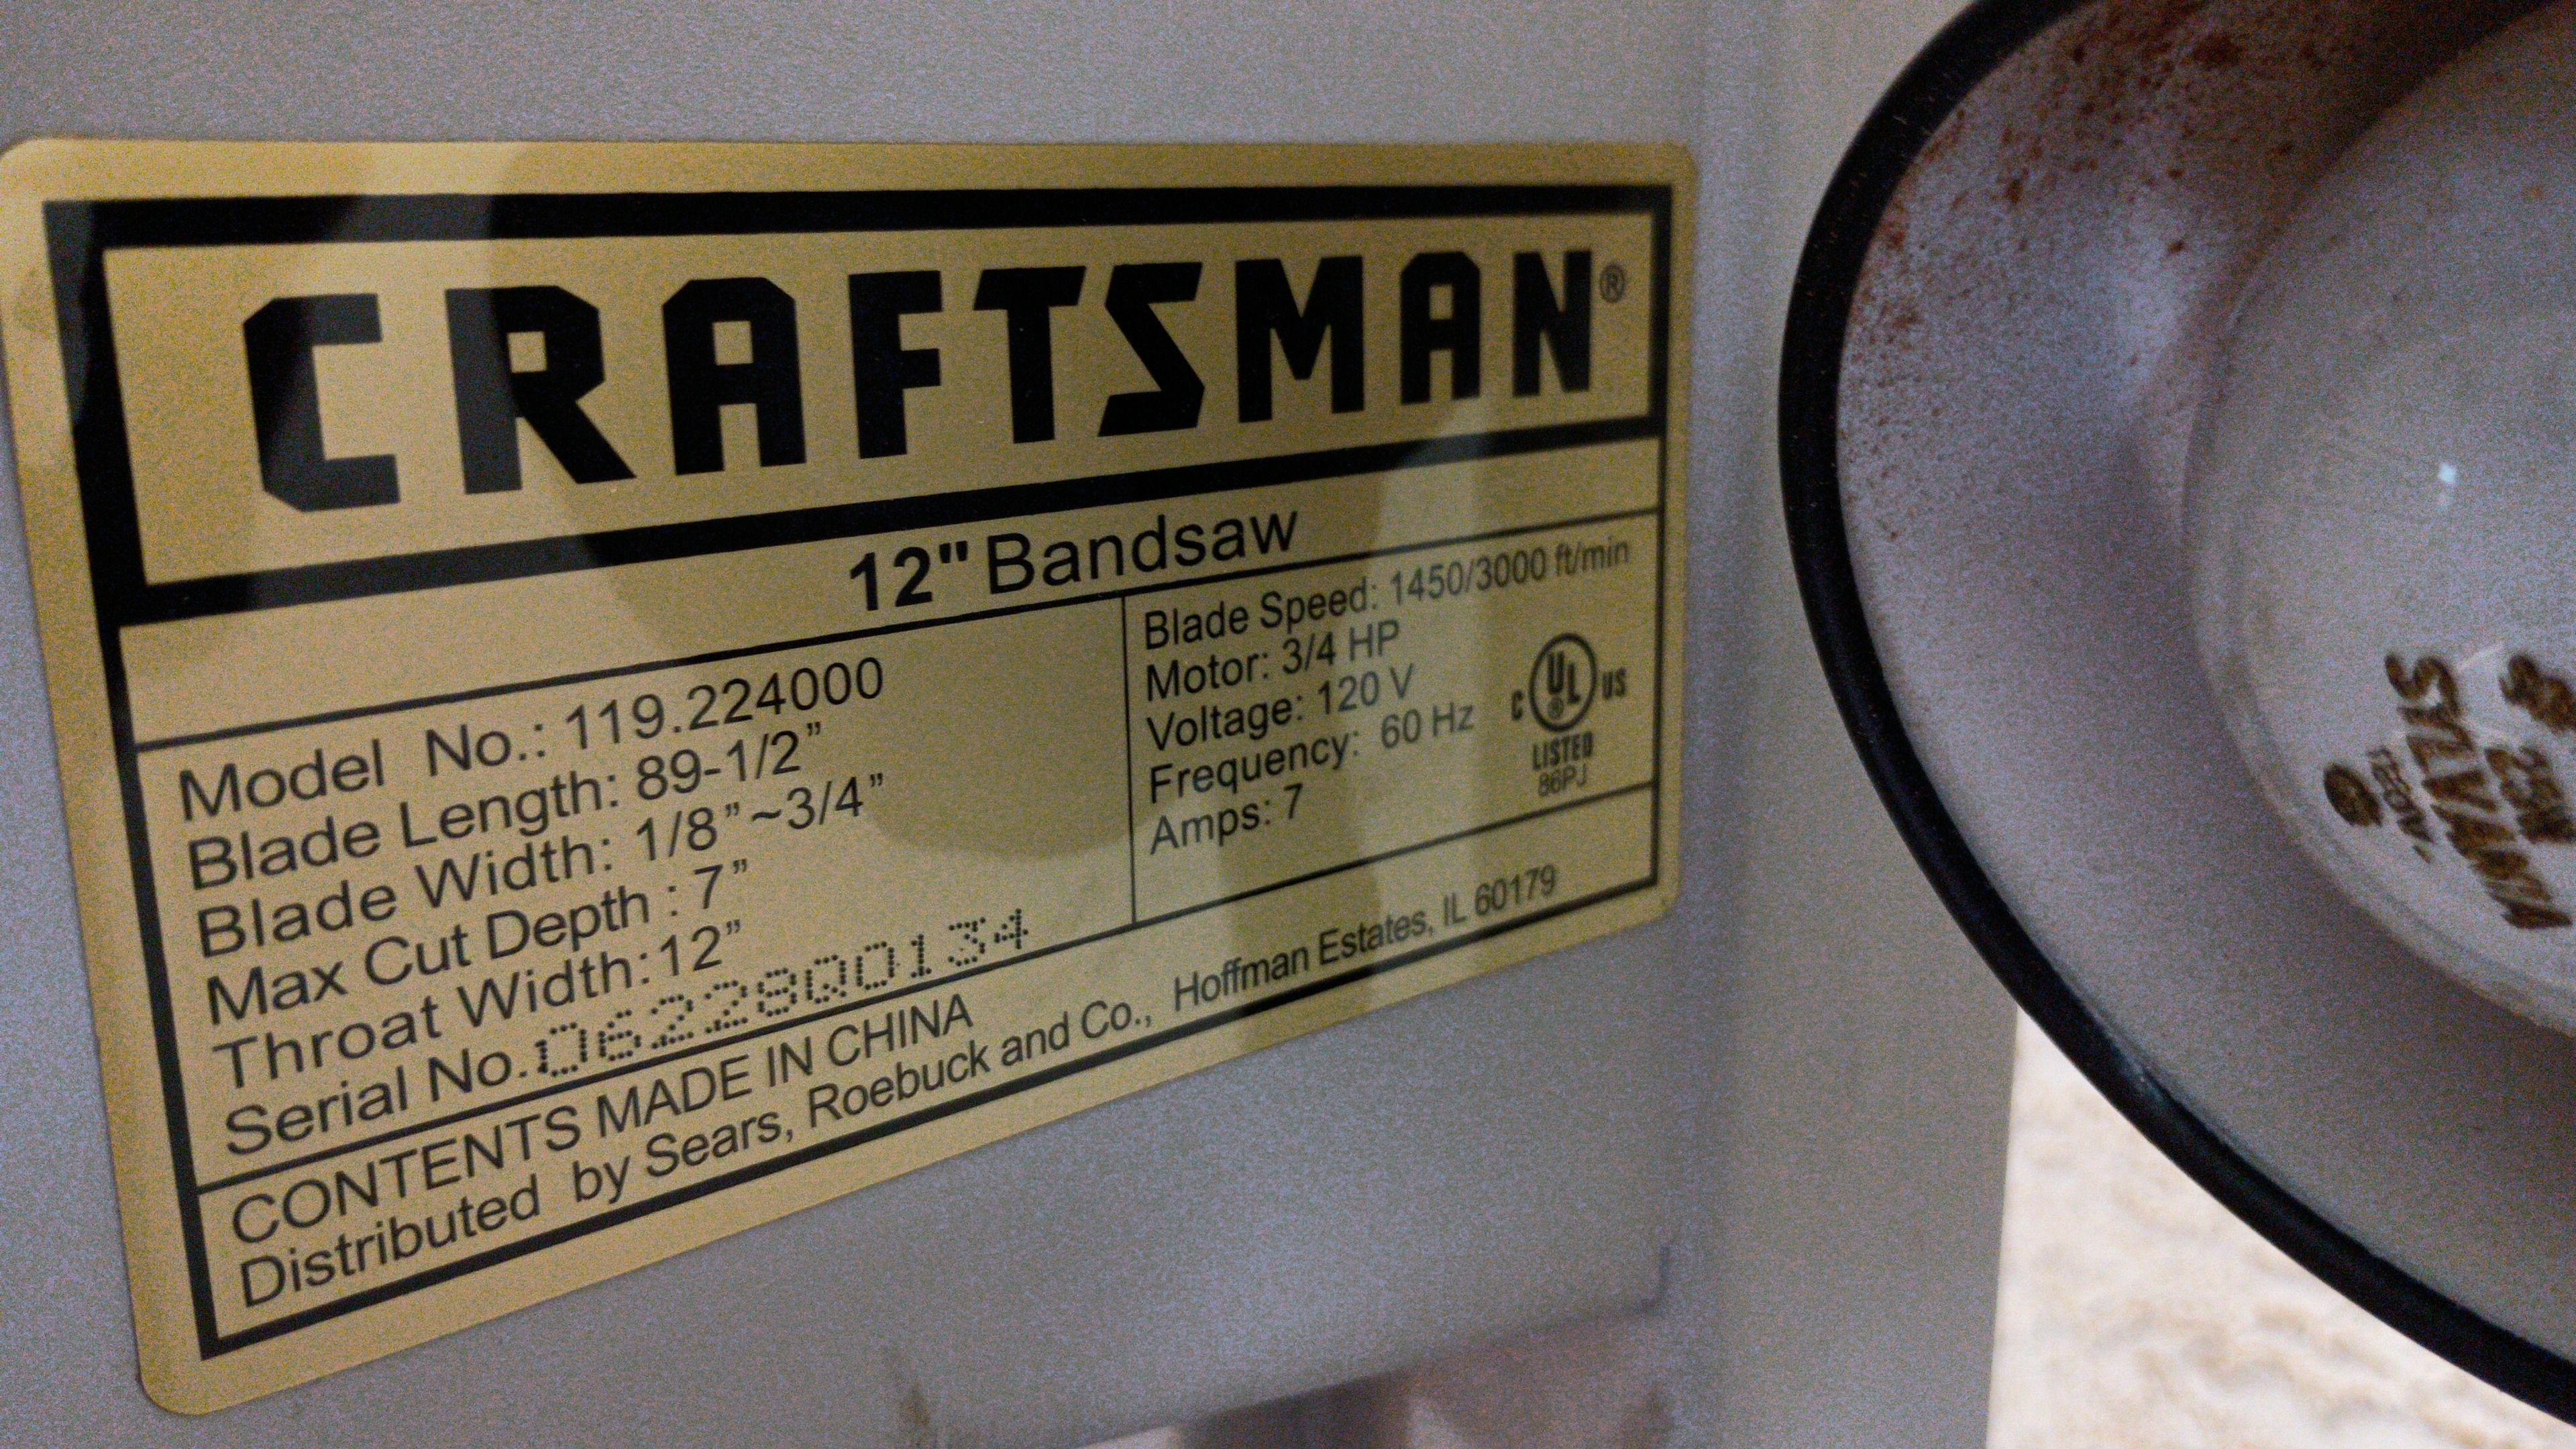 CRAFTSMAN®
12" Bandsaw
Model No.: 119.224000
Blade Length: 89-1/2"
Blade Width: 1/8"~3/4"
Max Cut Depth : 7"
Throat Width: 12"
Serial No. 06228Q0134
Blade Speed: 1450/3000 ft/min
Motor: 3/4 HP
Voltage: 120 V
Frequency: 60 Hz
Amps: 7
C UL® US
LISTED
86PJ
CONTENTS MADE IN CHINA
Distributed by Sears, Roebuck and Co., Hoffman Estates, IL 60179
SYLVANIA